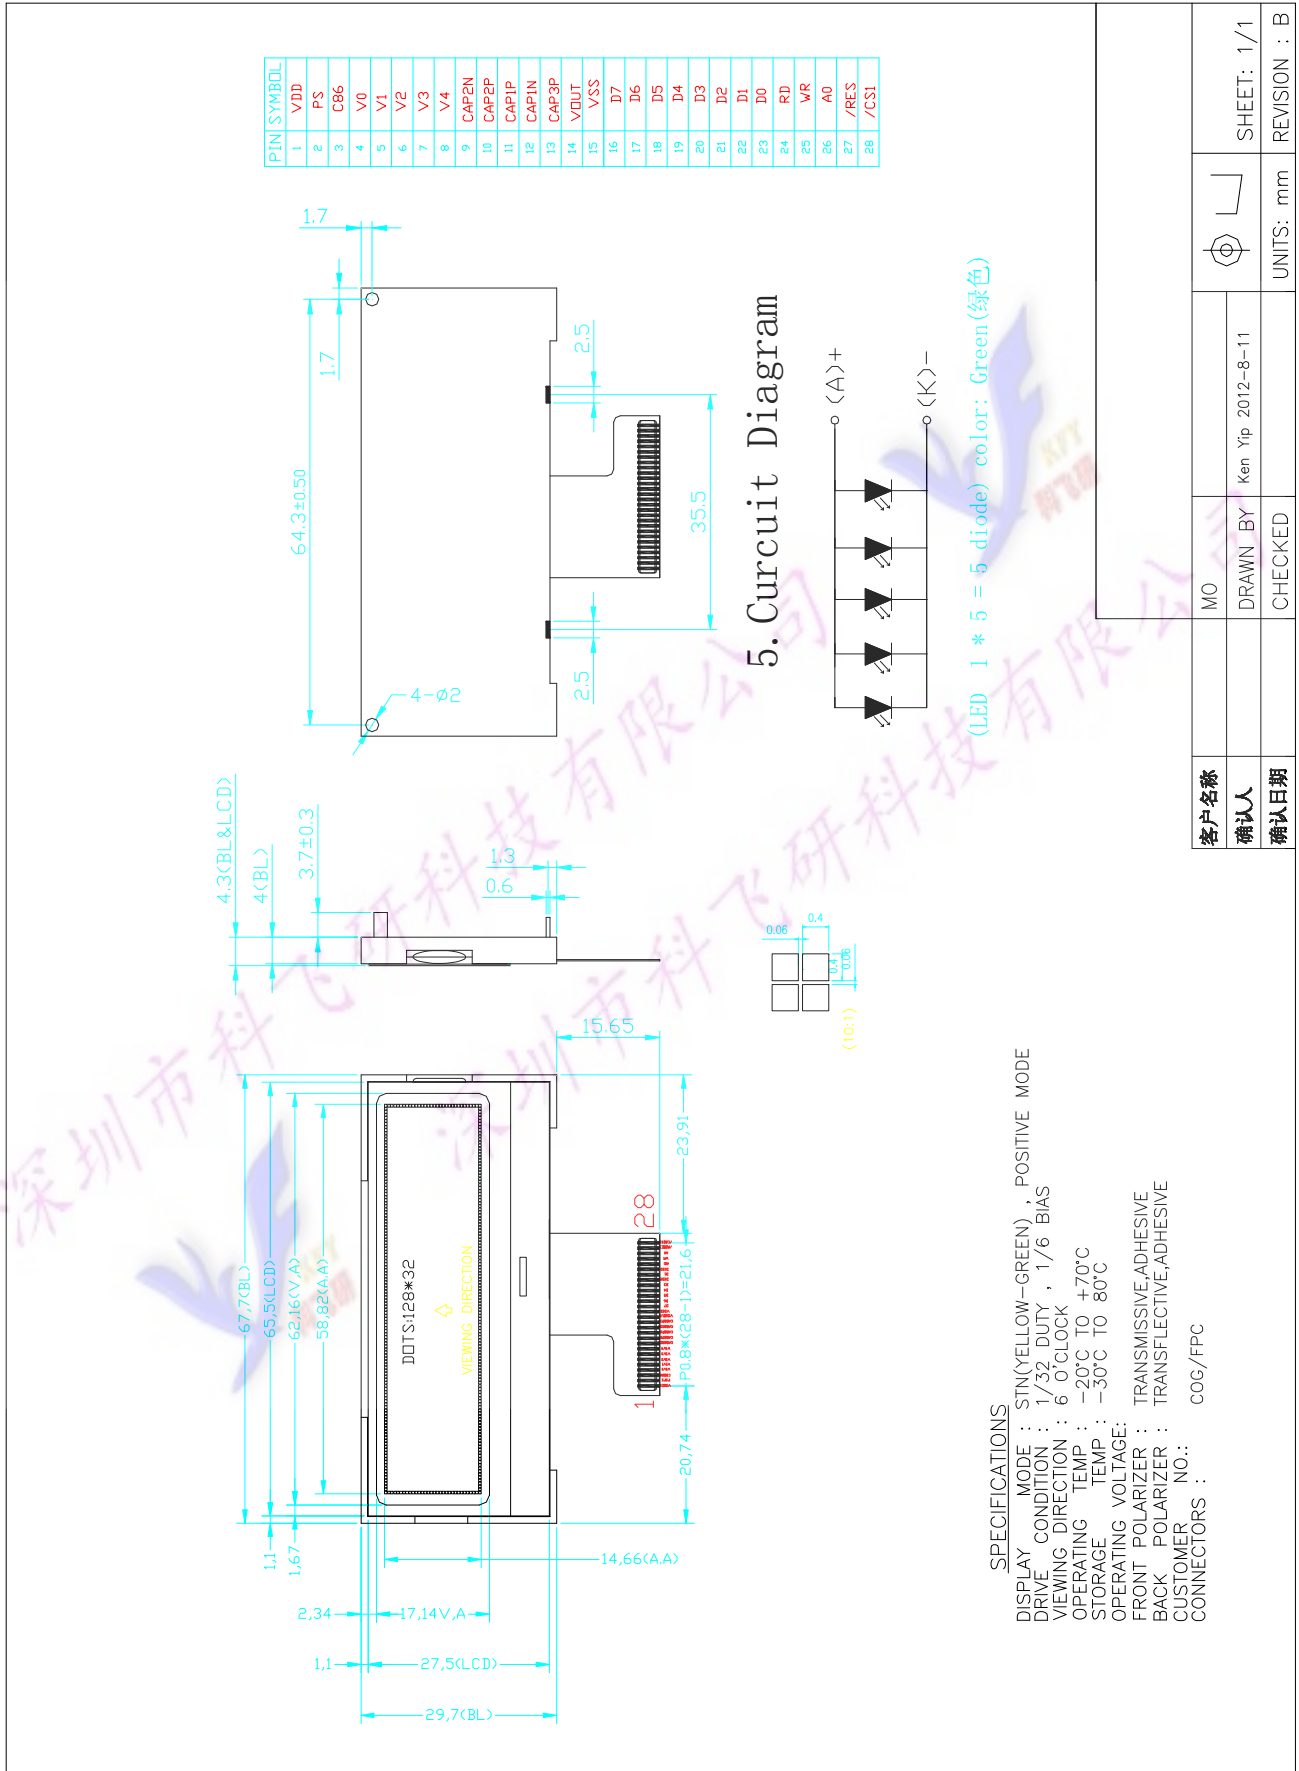 PIN SYMBOL
1 VDD
2 PS
3 C86
4 V0
5 V1
6 V2
7 V3
8 V4
9 CAP2N
10 CAP2P
11 CAP1P
12 CAP1N
13 CAP3P
14 VOUT
15 VSS
16 D7
17 D6
18 D5
19 D4
20 D3
21 D2
22 D1
23 D0
24 RD
25 WR
26 A0
27 /RES
28 /CS1
1.7
1.7
64.3±0.50
4-Ø2
2.5
2.5
35.5
5.Curcuit Diagram
(A)+
(K)-
(LED 1 * 5 = 5 diode) color: Green(绿色)
4.3(BL&LCD)
4(BL)
3.7±0.3
1.3
0.6
0.06
0.4
0.4
0.06
(10:1)
67,7(BL)
65,5(LCD)
62,16(V,A)
58,82(A.A)
1,1
1,67
DOTS:128*32
VIEWING DIRECTION
15.65
23,91
P0.8*(28-1)=21,6
20,74
1
28
14,66(A.A)
2,34
17,14V,A
1,1
27,5(LCD)
29,7(BL)
SPECIFICATIONS
DISPLAY MODE : STN(YELLOW-GREEN) , POSITIVE MODE
DRIVE CONDITION : 1/32 DUTY , 1/6 BIAS
VIEWING DIRECTION : 6 O'CLOCK
OPERATING TEMP : -20°C TO +70°C
STORAGE TEMP : -30°C TO 80°C
OPERATING VOLTAGE:
FRONT POLARIZER : TRANSMISSIVE,ADHESIVE
BACK POLARIZER : TRANSFLECTIVE,ADHESIVE
CUSTOMER NO.:
CONNECTORS : COG/FPC
客户名称
确认人
确认日期
MO
DRAWN BY Ken Yip 2012-8-11
CHECKED
SHEET: 1/1
UNITS: mm
REVISION : B
深圳市科飞研科技有限公司
深圳市科飞研科技有限公司
KFY
科飞研
KFY
科飞研